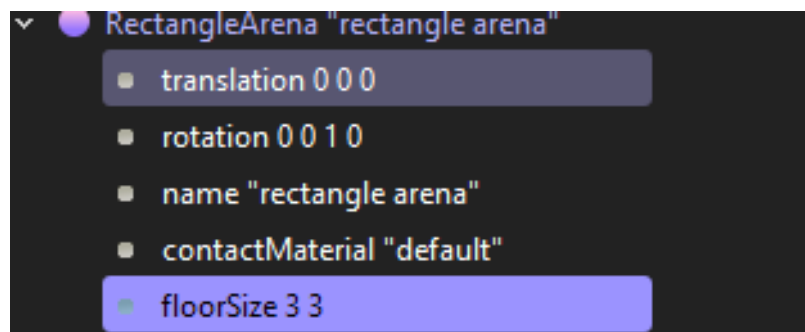 RectangleArena "rectangle arena"
translation 0 0 0
rotation 0 0 1 0
name "rectangle arena"
contactMaterial "default"
floorSize 3 3